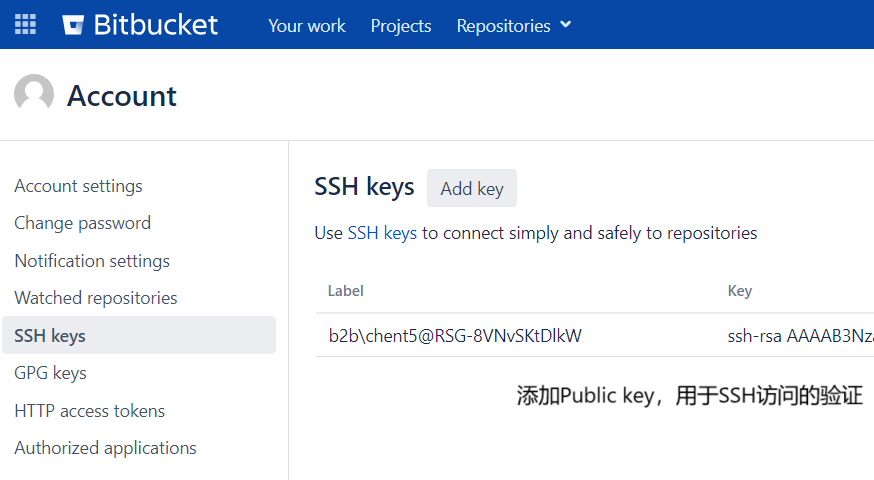 Bitbucket Your work Projects Repositories
Account
Account settings
Change password
Notification settings
Watched repositories
SSH keys
GPG keys
HTTP access tokens
Authorized applications
SSH keys Add key
Use SSH keys to connect simply and safely to repositories
Label Key
b2b\chent5@RSG-8VNvSKtDlkW ssh-rsa AAAAB3Nza
添加Public key，用于SSH访问的验证